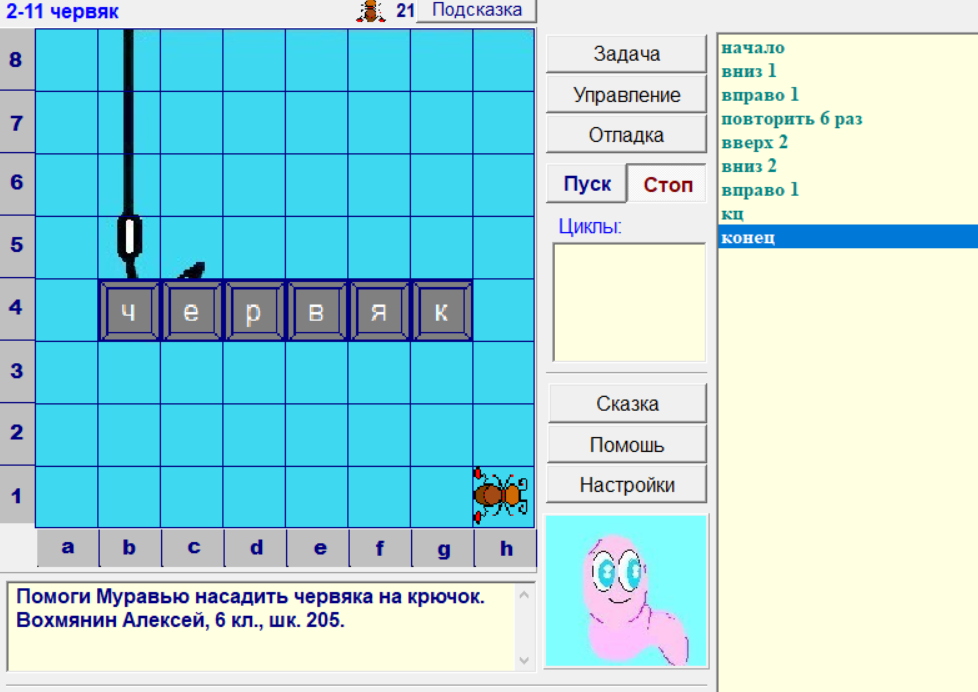 2-11 червяк
21
Подсказка
8
7
6
5
4
3
2
1
ч е р в я к
a b c d e f g h
Помоги Муравью насадить червяка на крючок.
Вохмянин Алексей, 6 кл., шк. 205.
Задача
Управление
Отладка
Пуск
Стоп
Циклы:
Сказка
Помошь
Настройки
начало
вниз 1
вправо 1
повторить 6 раз
вверх 2
вниз 2
вправо 1
кц
конец